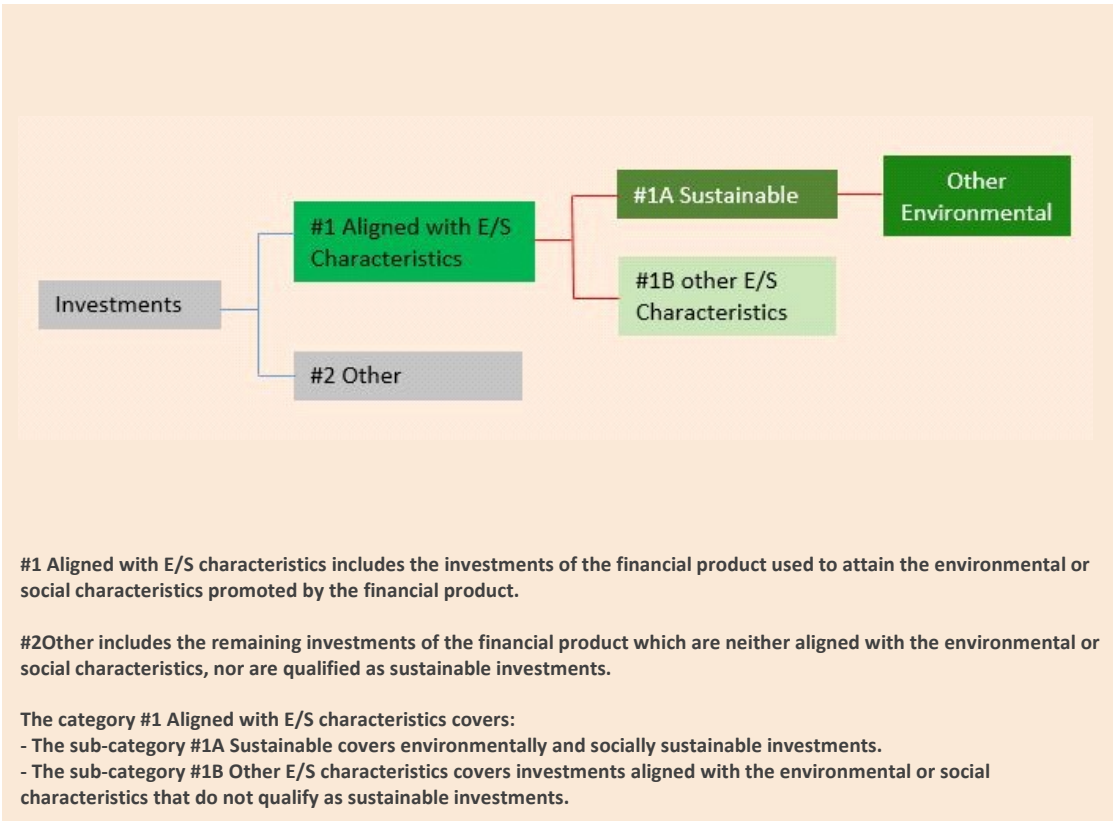 Investments
#1 Aligned with E/S
Characteristics
#2 Other
#1A Sustainable
#1B other E/S
Characteristics
Other
Environmental
#1 Aligned with E/S characteristics includes the investments of the financial product used to attain the environmental or
social characteristics promoted by the financial product.
#2Other includes the remaining investments of the financial product which are neither aligned with the environmental or
social characteristics, nor are qualified as sustainable investments.
The category #1 Aligned with E/S characteristics covers:
- The sub-category #1A Sustainable covers environmentally and socially sustainable investments.
- The sub-category #1B Other E/S characteristics covers investments aligned with the environmental or social
characteristics that do not qualify as sustainable investments.